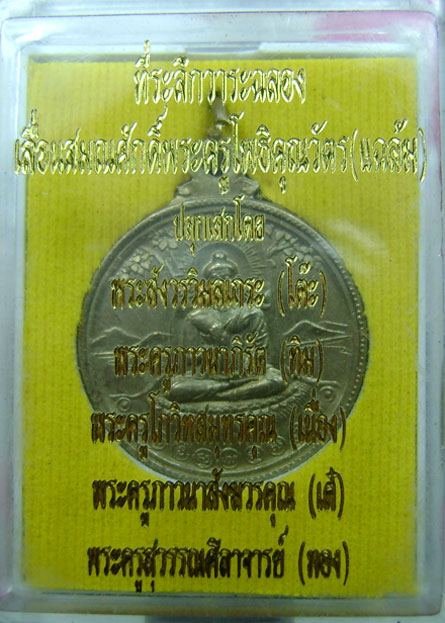 ที่ระลึกวาระฉลอง
เลื่อนสมณศักดิ์พระครูโพธิคุณวัตร(แฉล้ม)
ปลุกเสกโดย
พระสังวรวิมลเถระ (โต๊ะ)
พระครูภาวนาภิรัต (ทิม)
พระครูโกวิทสมุทรคุณ (เนื่อง)
พระครูภาวนาสังวรคุณ (เต๋)
พระครูสุวรรณศีลาจารย์ (ทอง)